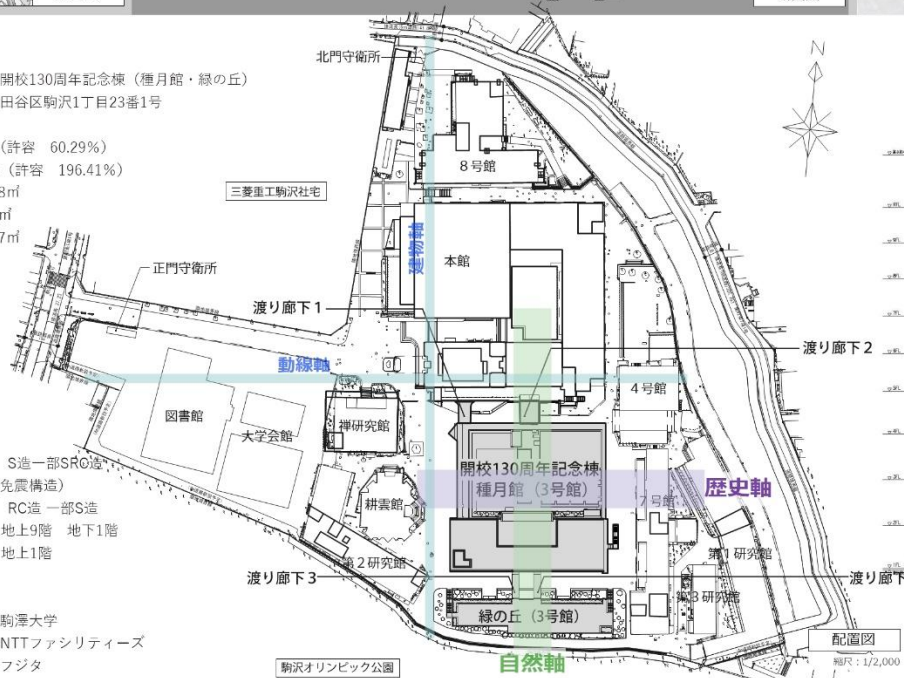 開校130周年記念棟（種月館・緑の丘）
田谷区駒沢1丁目23番1号
(許容　60.29%)
(許容　196.41%)
8㎡
㎡
7㎡
北門守衛所
N
8号館
三菱重工駒沢社宅
建物軸
本館
正門守衛所
渡り廊下1
渡り廊下2
動線軸
4号館
図書館
大学会館
禅研究館
S造一部SRC造
免震構造）
RC造 一部S造
地上9階　地下1階
地上1階
開校130周年記念棟
種月館（3号館）
歴史軸
耕雲館
7号館
第2研究館
第1研究館
渡り廊下3
渡り廊下
第3研究館
緑の丘（3号館）
駒澤大学
NTTファシリティーズ
フジタ
駒沢オリンピック公園
自然軸
配置図
縮尺：1/2,000